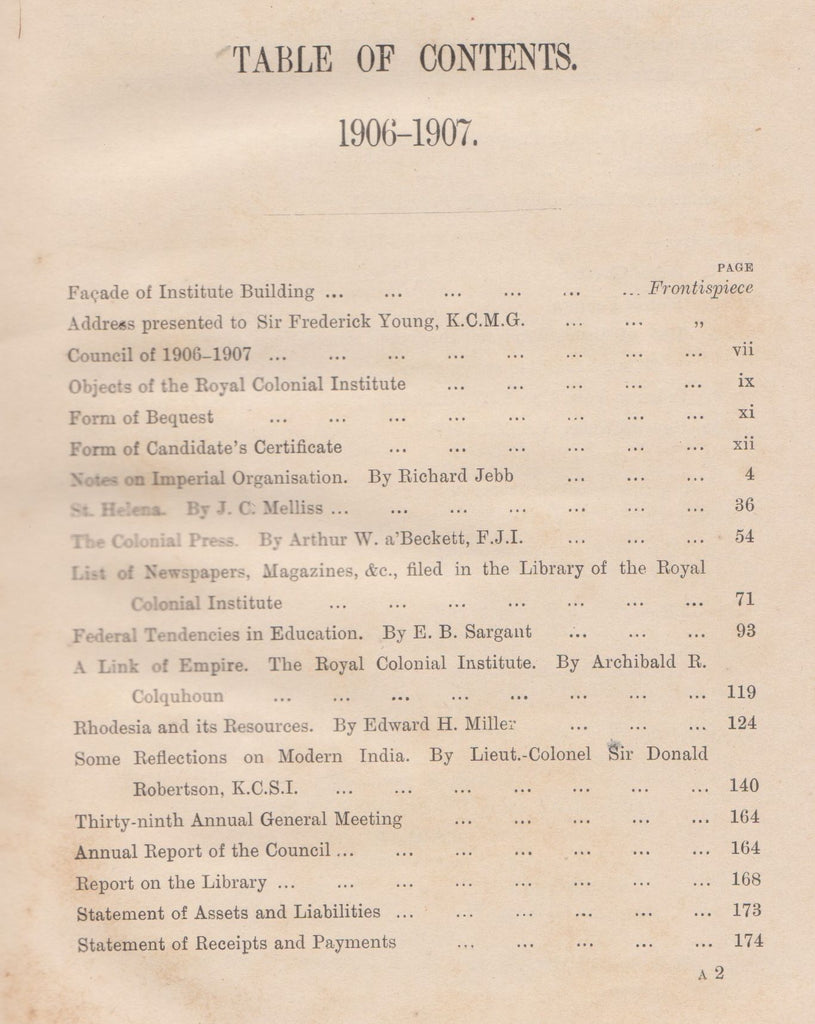 TABLE OF CONTENTS.
1906–1907.
PAGE
Façade of Institute Building ... ... ... ... ... ... Frontispiece
Address presented to Sir Frederick Young, K.C.M.G. ... ... „
Council of 1906–1907 ... ... ... ... ... ... ... ... vii
Objects of the Royal Colonial Institute ... ... ... ... ... ix
Form of Bequest ... ... ... ... ... ... ... ... xi
Form of Candidate's Certificate ... ... ... ... ... ... xii
Notes on Imperial Organisation. By Richard Jebb ... ... ... 4
St. Helena. By J. C. Melliss ... ... ... ... ... ... ... 36
The Colonial Press. By Arthur W. a'Beckett, F.J.I. ... ... ... 54
List of Newspapers, Magazines, &c., filed in the Library of the Royal
Colonial Institute ... ... ... ... ... ... ... 71
Federal Tendencies in Education. By E. B. Sargant ... ... ... 93
A Link of Empire. The Royal Colonial Institute. By Archibald R.
Colquhoun ... ... ... ... ... ... ... ... 119
Rhodesia and its Resources. By Edward H. Miller ... ... ... 124
Some Reflections on Modern India. By Lieut.-Colonel Sir Donald
Robertson, K.C.S.I. ... ... ... ... ... ... ... 140
Thirty-ninth Annual General Meeting ... ... ... ... ... 164
Annual Report of the Council ... ... ... ... ... ... ... 164
Report on the Library ... ... ... ... ... ... ... ... 168
Statement of Assets and Liabilities ... ... ... ... ... ... 173
Statement of Receipts and Payments ... ... ... ... ... 174
A 2